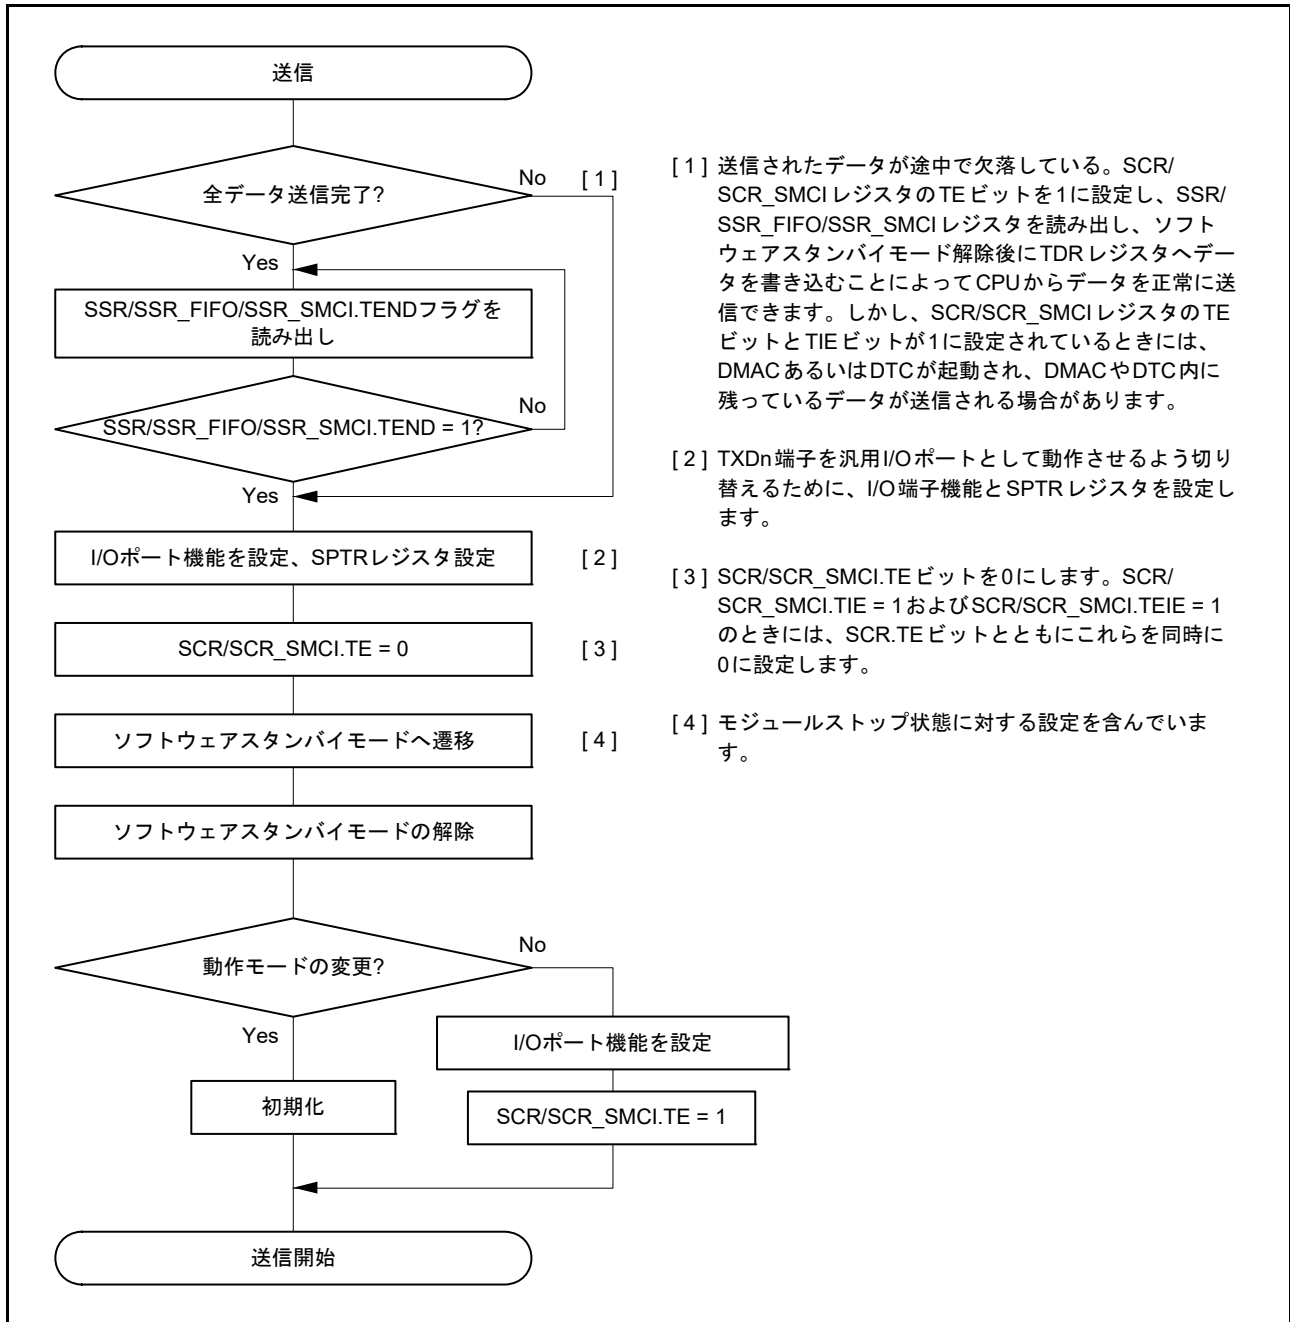 送信
全データ送信完了?
No
[ 1 ]
Yes
SSR/SSR_FIFO/SSR_SMCI.TENDフラグを
読み出し
SSR/SSR_FIFO/SSR_SMCI.TEND = 1?
No
Yes
I/Oポート機能を設定、SPTRレジスタ設定
[ 2 ]
SCR/SCR_SMCI.TE = 0
[ 3 ]
ソフトウェアスタンバイモードへ遷移
[ 4 ]
ソフトウェアスタンバイモードの解除
動作モードの変更?
No
Yes
I/Oポート機能を設定
初期化
SCR/SCR_SMCI.TE = 1
送信開始
[ 1 ] 送信されたデータが途中で欠落している。SCR/
SCR_SMCIレジスタのTEビットを1に設定し、SSR/
SSR_FIFO/SSR_SMCIレジスタを読み出し、ソフト
ウェアスタンバイモード解除後にTDRレジスタへデー
タを書き込むことによってCPUからデータを正常に送
信できます。しかし、SCR/SCR_SMCIレジスタのTE
ビットとTIEビットが1に設定されているときには、
DMACあるいはDTCが起動され、DMACやDTC内に
残っているデータが送信される場合があります。
[ 2 ] TXDn端子を汎用I/Oポートとして動作させるよう切り
替えるために、I/O端子機能とSPTRレジスタを設定し
ます。
[ 3 ] SCR/SCR_SMCI.TEビットを0にします。SCR/
SCR_SMCI.TIE = 1およびSCR/SCR_SMCI.TEIE = 1
のときには、SCR.TEビットとともにこれらを同時に
0に設定します。
[ 4 ] モジュールストップ状態に対する設定を含んでいま
す。